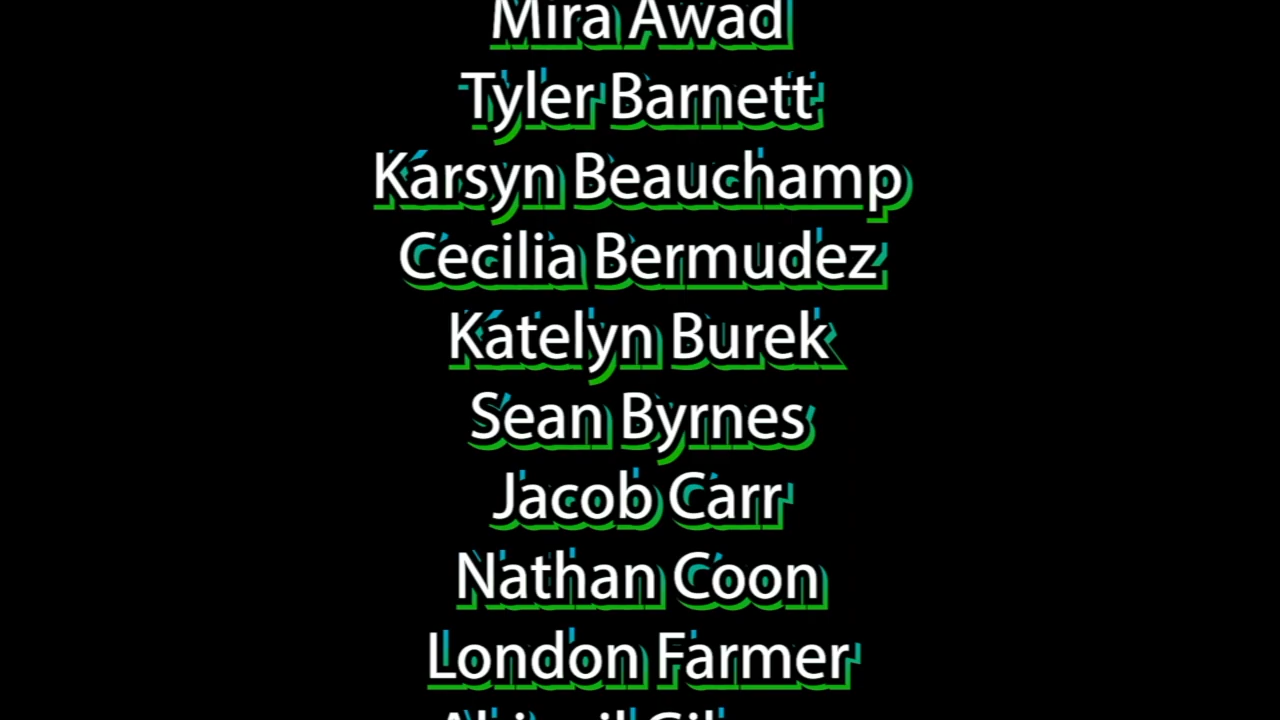 Mira Awad
Tyler Barnett
Karsyn Beauchamp
Cecilia Bermudez
Katelyn Burek
Sean Byrnes
Jacob Carr
Nathan Coon
London Farmer